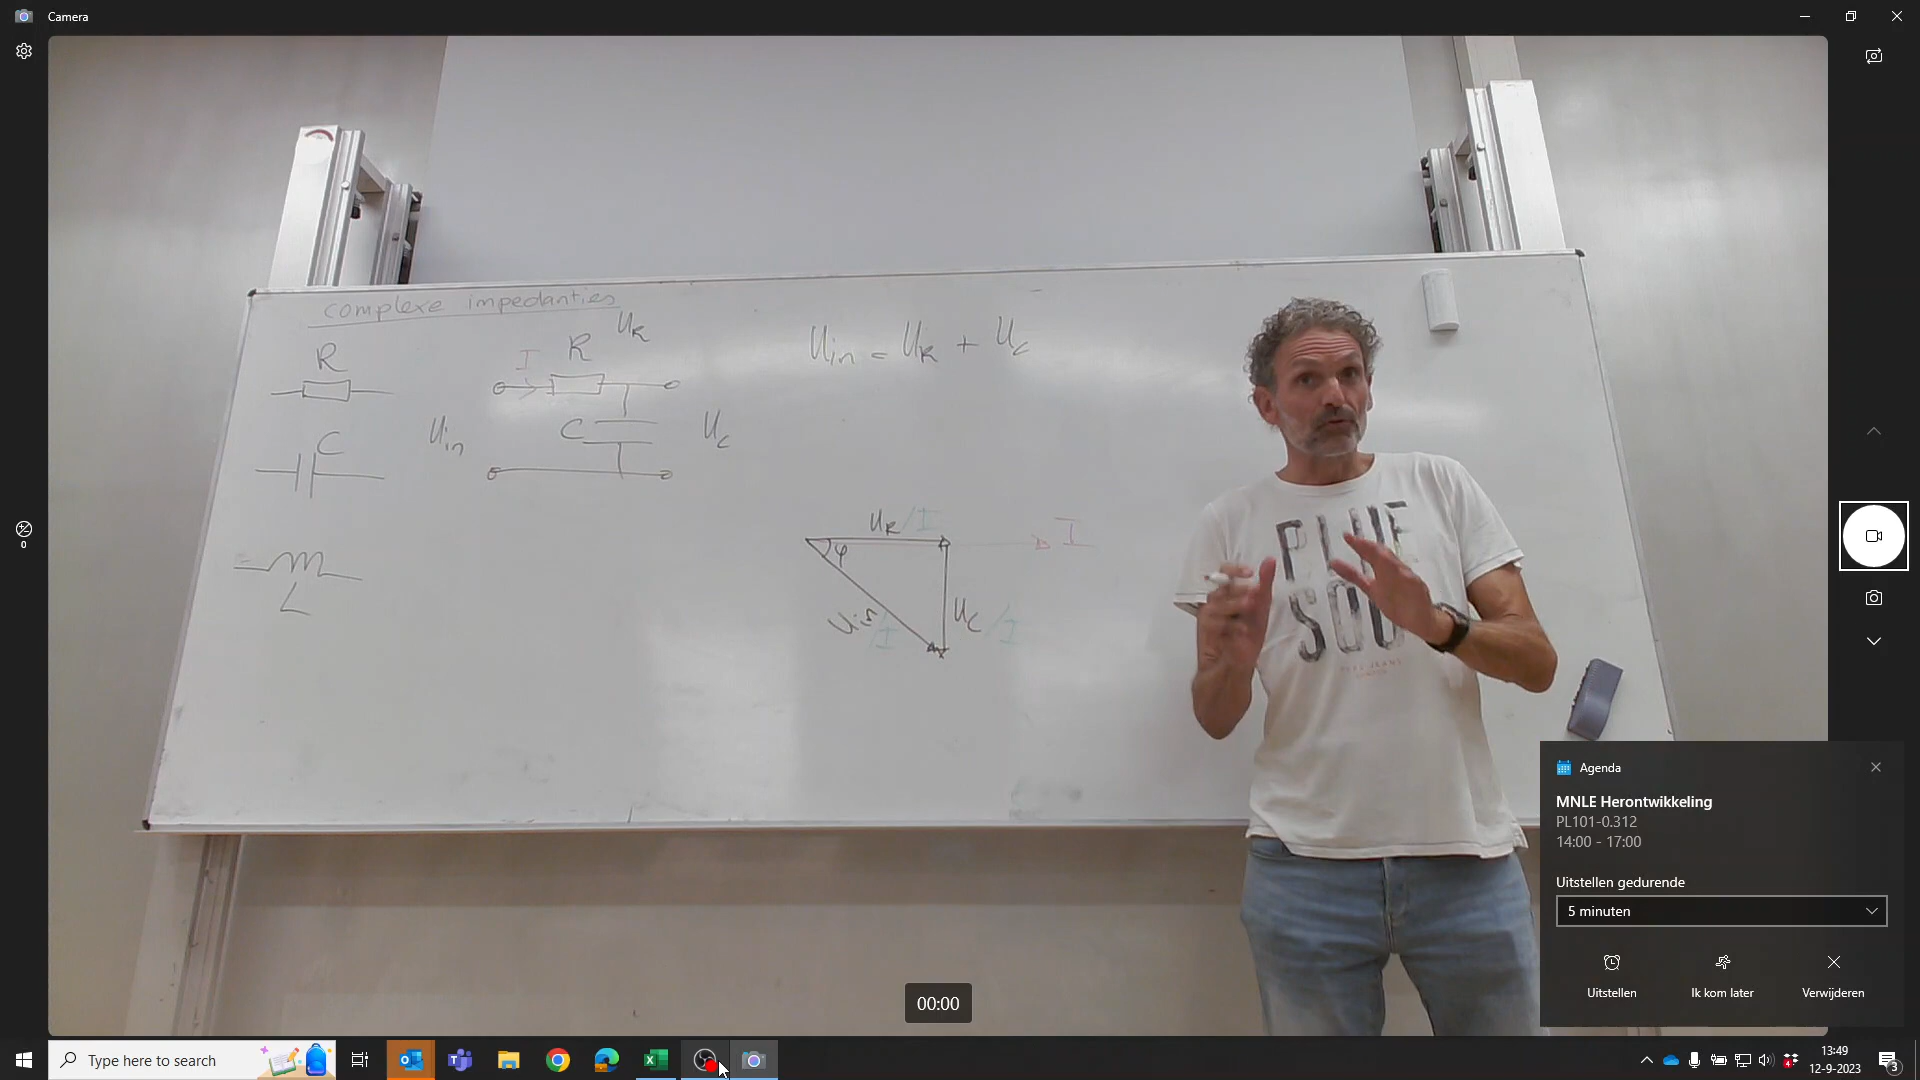 Camera
complexe impedanties
R
C
L
I
R
U_R
U_in
C
U_c
U_in = U_R + U_c
U_R/I
I
φ
U_in/I
U_c/I
0
00:00
Agenda
MNLE Herontwikkeling
PL101-0.312
14:00 - 17:00
Uitstellen gedurende
5 minuten
Uitstellen
Ik kom later
Verwijderen
Type here to search
13:49
12-9-2023
3